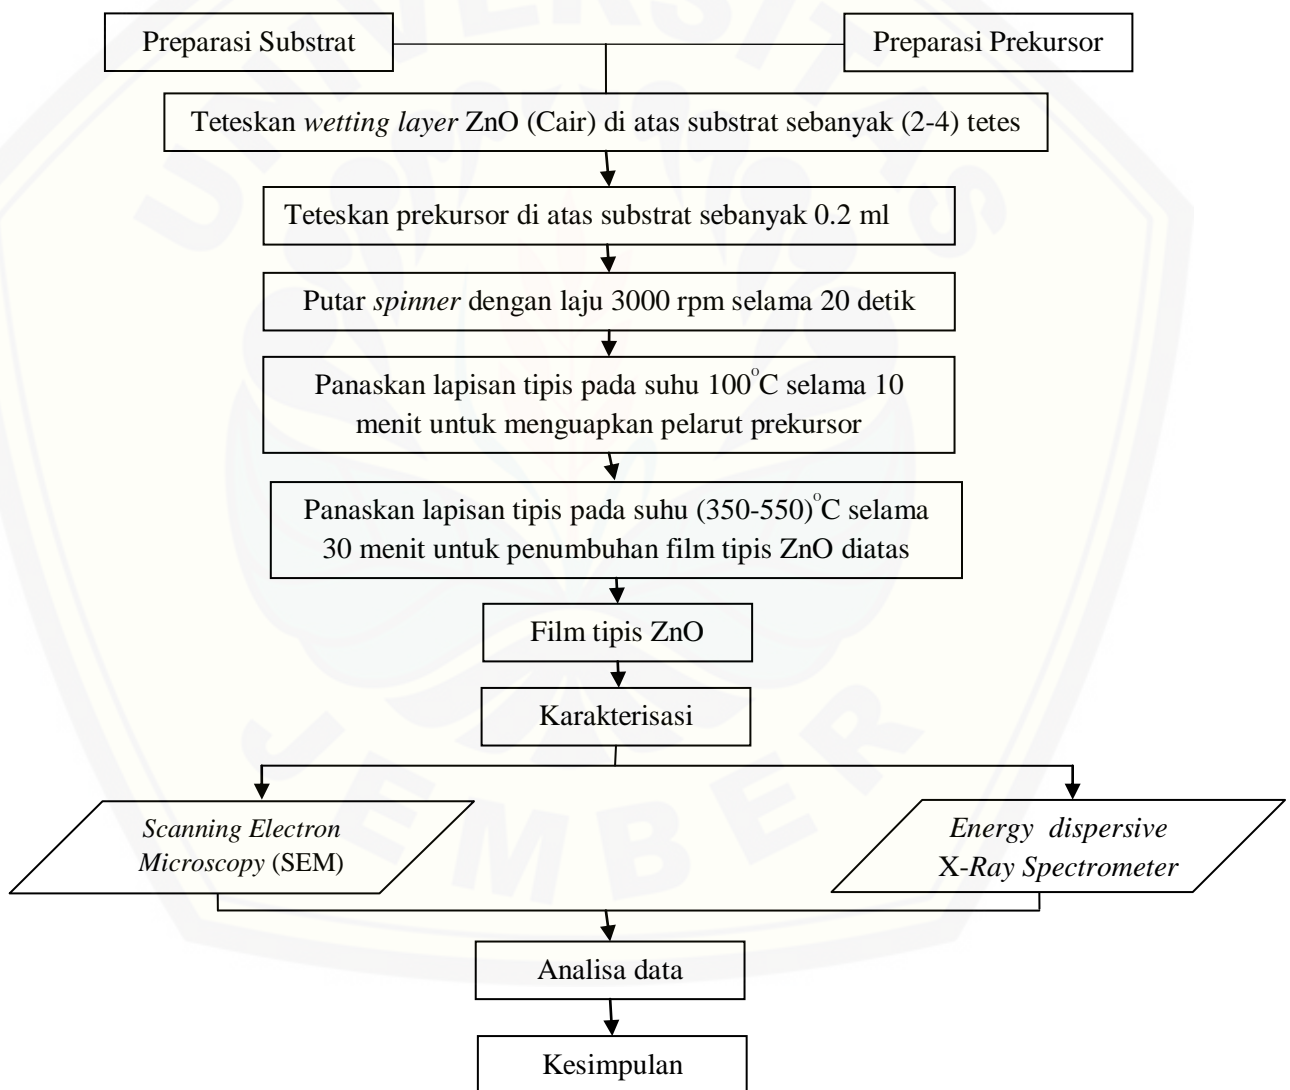 Preparasi Substrat
Preparasi Prekursor
Teteskan wetting layer ZnO (Cair) di atas substrat sebanyak (2-4) tetes
Teteskan prekursor di atas substrat sebanyak 0.2 ml
Putar spinner dengan laju 3000 rpm selama 20 detik
Panaskan lapisan tipis pada suhu 100°C selama 10
menit untuk menguapkan pelarut prekursor
Panaskan lapisan tipis pada suhu (350-550)°C selama
30 menit untuk penumbuhan film tipis ZnO diatas
Film tipis ZnO
Karakterisasi
Scanning Electron
Microscopy (SEM)
Energy dispersive
X-Ray Spectrometer
Analisa data
Kesimpulan
UNIVERSITAS
JEMBER